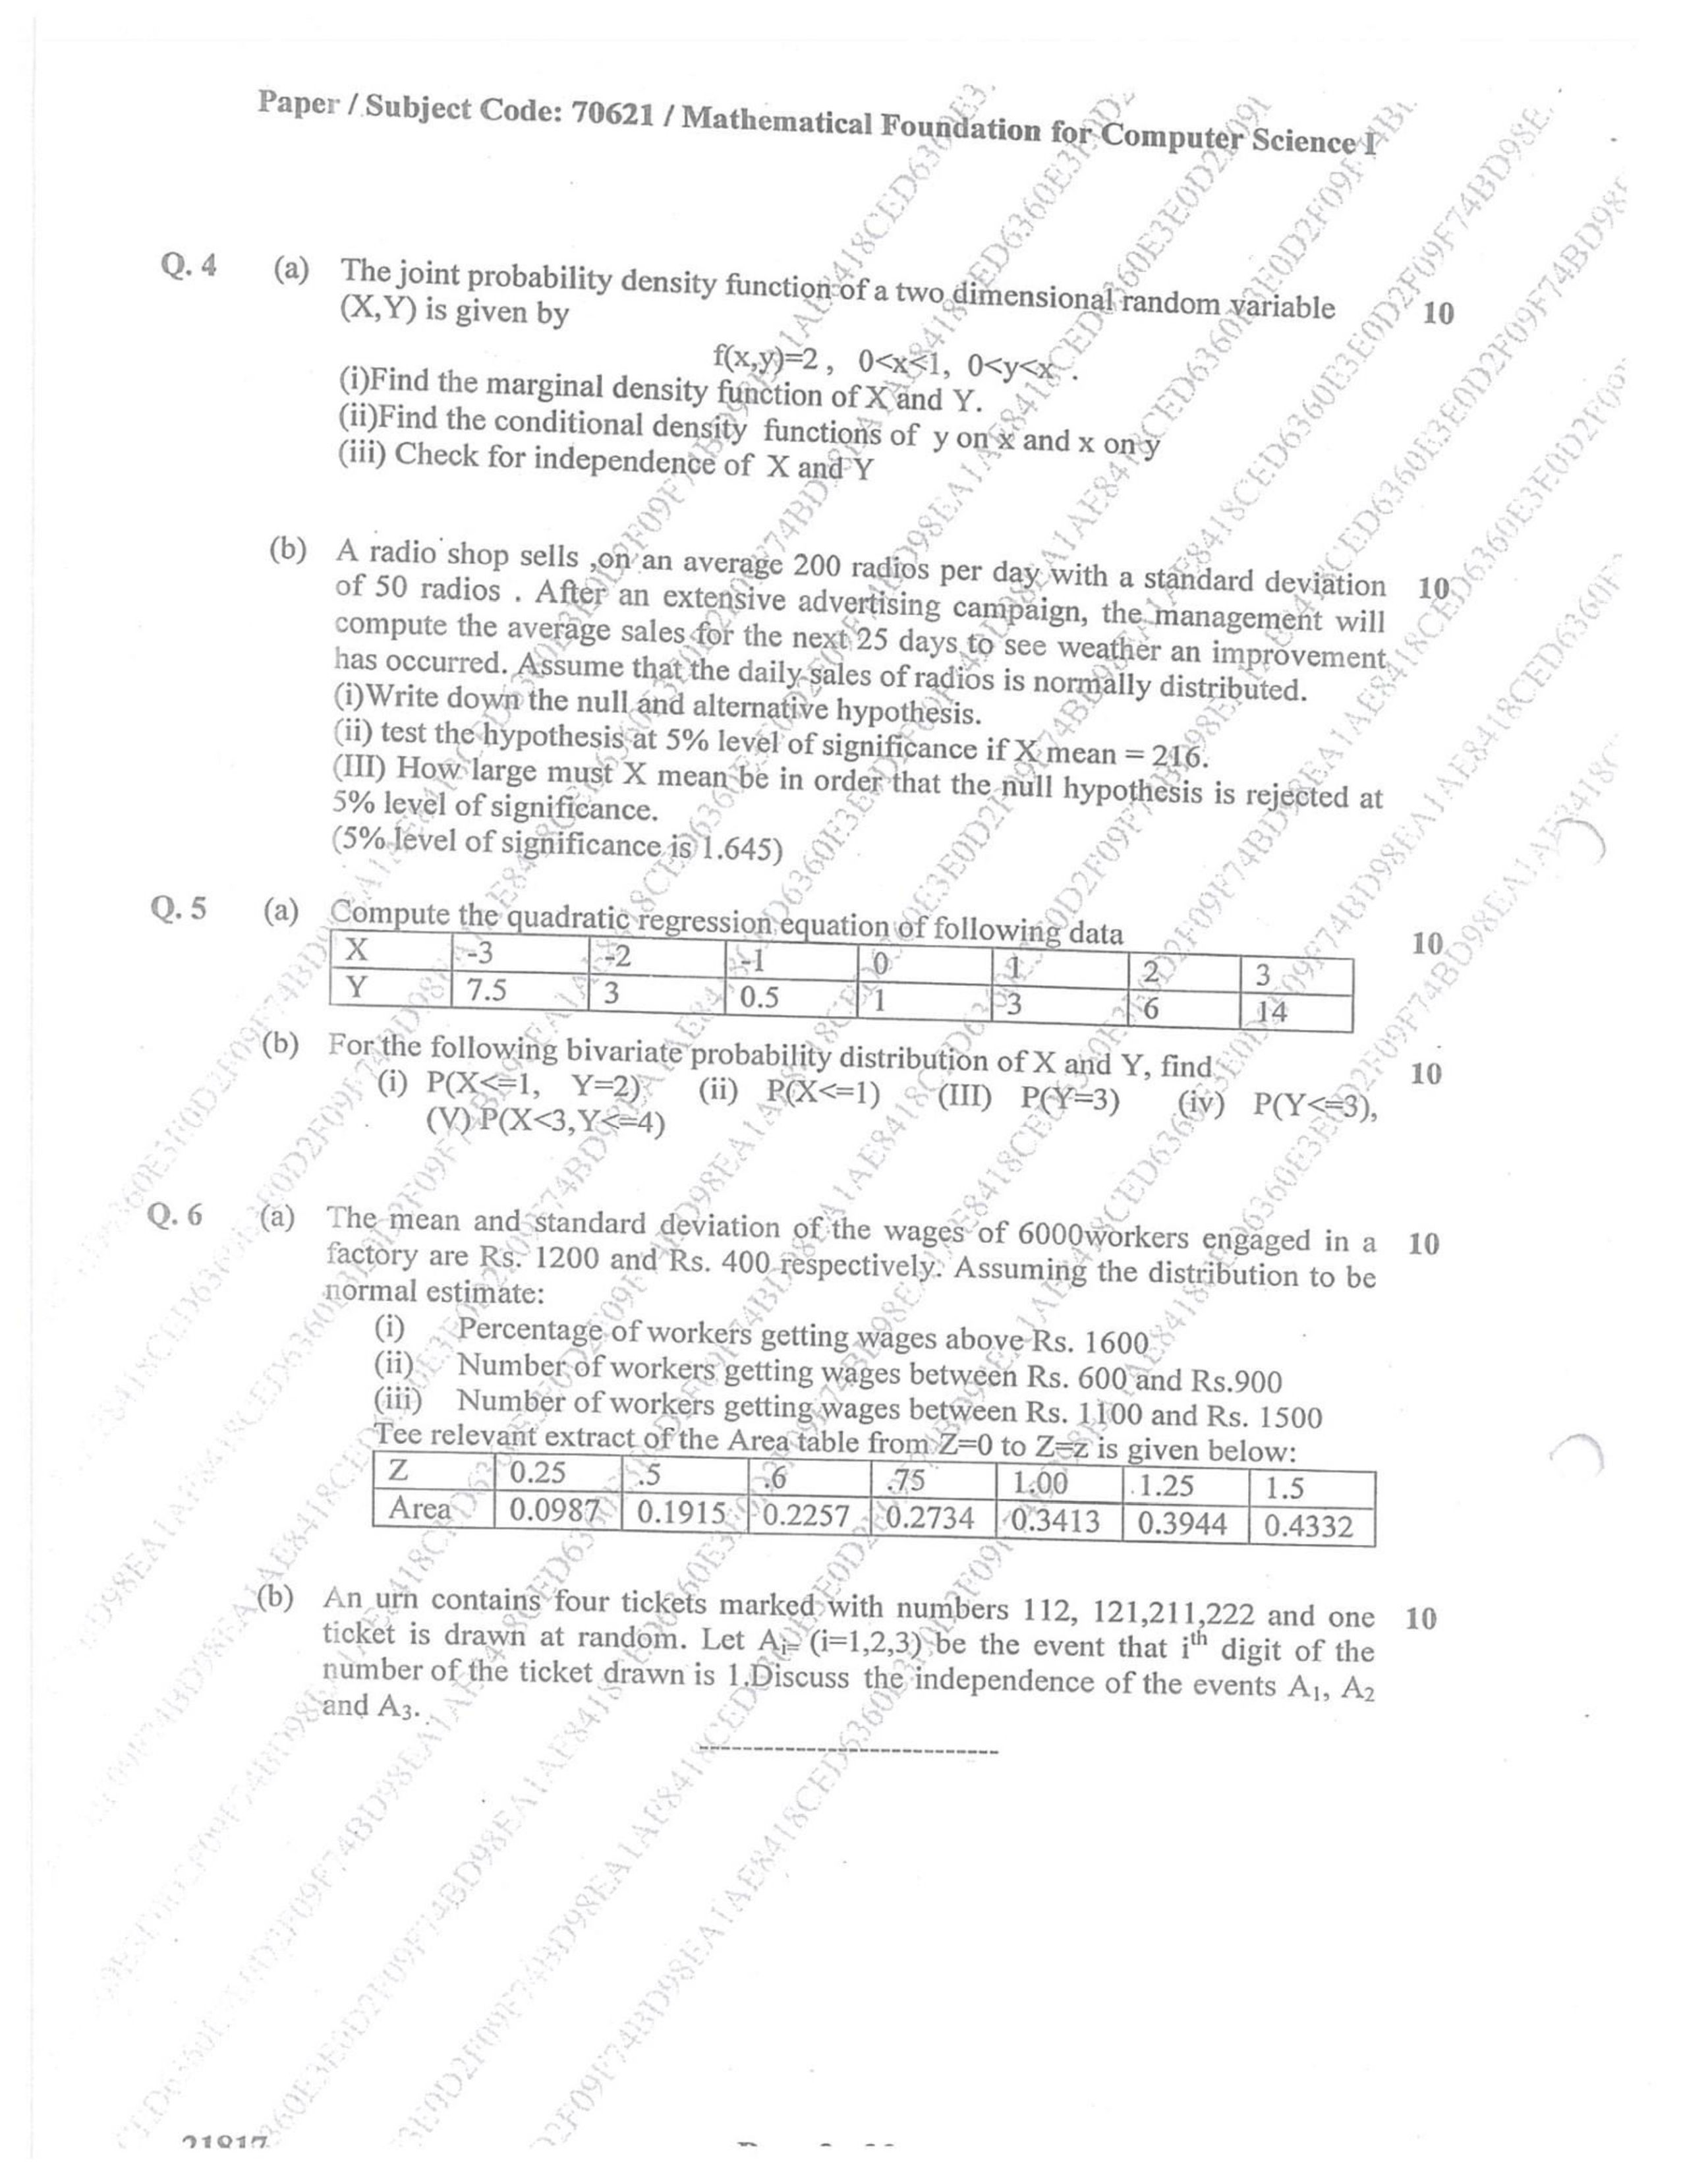 Paper / Subject Code: 70621 / Mathematical Foundation for Computer Science I
Q. 4 (a) The joint probability density function of a two dimensional random variable 10
(X,Y) is given by
f(x,y)=2 , 0<x<1, 0<y<x .
(i)Find the marginal density function of X and Y.
(ii)Find the conditional density functions of y on x and x on y
(iii) Check for independence of X and Y
(b) A radio shop sells ,on an average 200 radios per day with a standard deviation 10
of 50 radios . After an extensive advertising campaign, the management will
compute the average sales for the next 25 days to see weather an improvement
has occurred. Assume that the daily sales of radios is normally distributed.
(i)Write down the null and alternative hypothesis.
(ii) test the hypothesis at 5% level of significance if X mean = 216.
(III) How large must X mean be in order that the null hypothesis is rejected at
5% level of significance.
(5% level of significance is 1.645)
Q. 5 (a) Compute the quadratic regression equation of following data 10
X -3 -2 -1 0 1 2 3
Y 7.5 3 0.5 1 3 6 14
(b) For the following bivariate probability distribution of X and Y, find 10
(i) P(X<=1, Y=2) (ii) P(X<=1) (III) P(Y=3) (iv) P(Y<=3),
(V) P(X<3,Y<=4)
Q. 6 (a) The mean and standard deviation of the wages of 6000workers engaged in a 10
factory are Rs. 1200 and Rs. 400 respectively. Assuming the distribution to be
normal estimate:
(i) Percentage of workers getting wages above Rs. 1600
(ii) Number of workers getting wages between Rs. 600 and Rs.900
(iii) Number of workers getting wages between Rs. 1100 and Rs. 1500
Tee relevant extract of the Area table from Z=0 to Z=z is given below:
Z 0.25 .5 .6 .75 1.00 1.25 1.5
Area 0.0987 0.1915 0.2257 0.2734 0.3413 0.3944 0.4332
(b) An urn contains four tickets marked with numbers 112, 121,211,222 and one 10
ticket is drawn at random. Let Ai= (i=1,2,3) be the event that ith digit of the
number of the ticket drawn is 1.Discuss the independence of the events A1, A2
and A3.